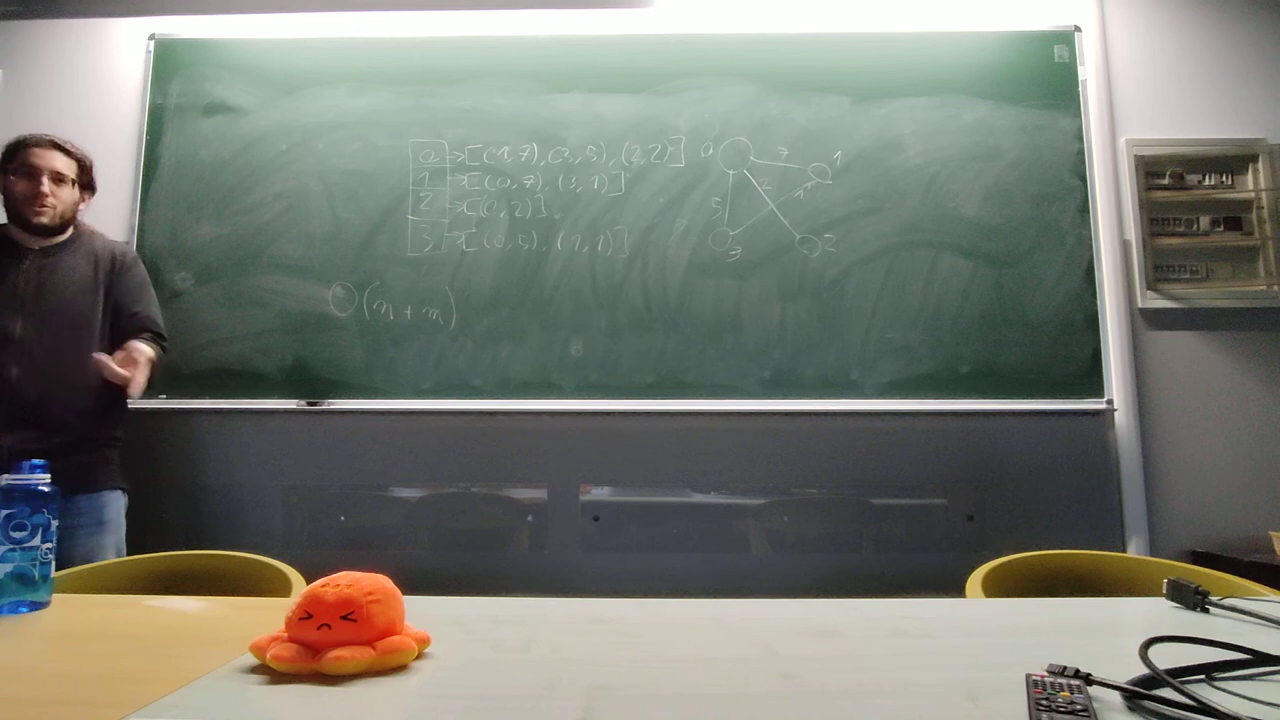 0 → [(1,7), (3,5), (2,2)]
1 → [(0,7), (3,1)]
2 → [(0,2)]
3 → [(0,5), (1,1)]
O(n+m)
0 7 1
2
5 1
3 2